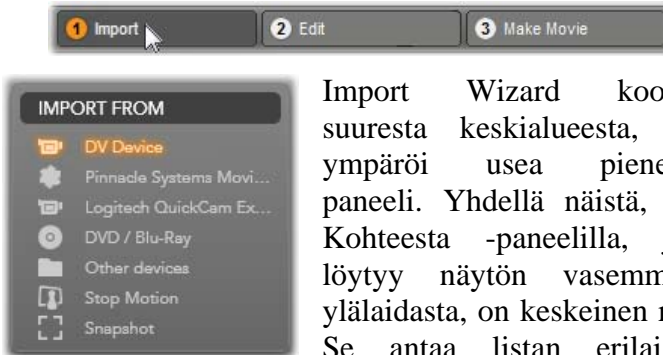 1 Import
2 Edit
3 Make Movie
IMPORT FROM
DV Device
Pinnacle Systems Movi...
Logitech QuickCam Ex...
DVD / Blu-Ray
Other devices
Stop Motion
Snapshot
Import Wizard koo
suuresta keskialueesta,
ympäröi usea piene
paneeli. Yhdellä näistä,
Kohteesta -paneelilla,
löytyy näytön vasemm
ylälaidasta, on keskeinen
Se antaa listan erilai